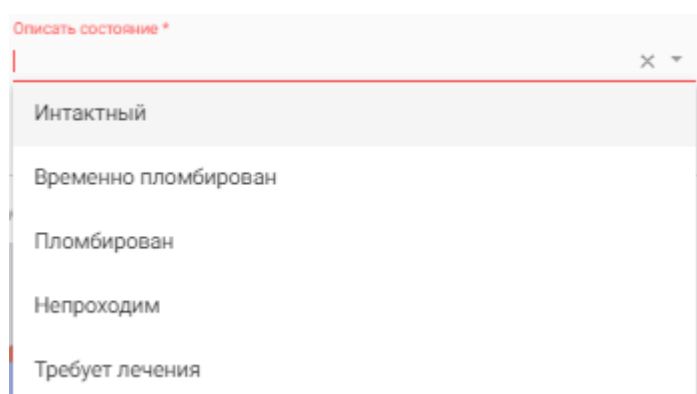 Описать состояние *
Интактный
Временно пломбирован
Пломбирован
Непроходим
Требует лечения